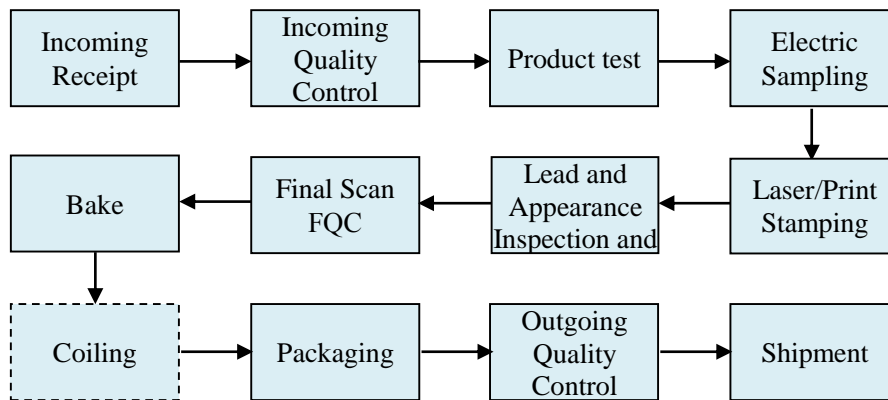 Incoming
Receipt
Incoming
Quality
Control
Product test
Electric
Sampling
Bake
Final Scan
FQC
Lead and
Appearance
Inspection and
Laser/Print
Stamping
Coiling
Packaging
Outgoing
Quality
Control
Shipment